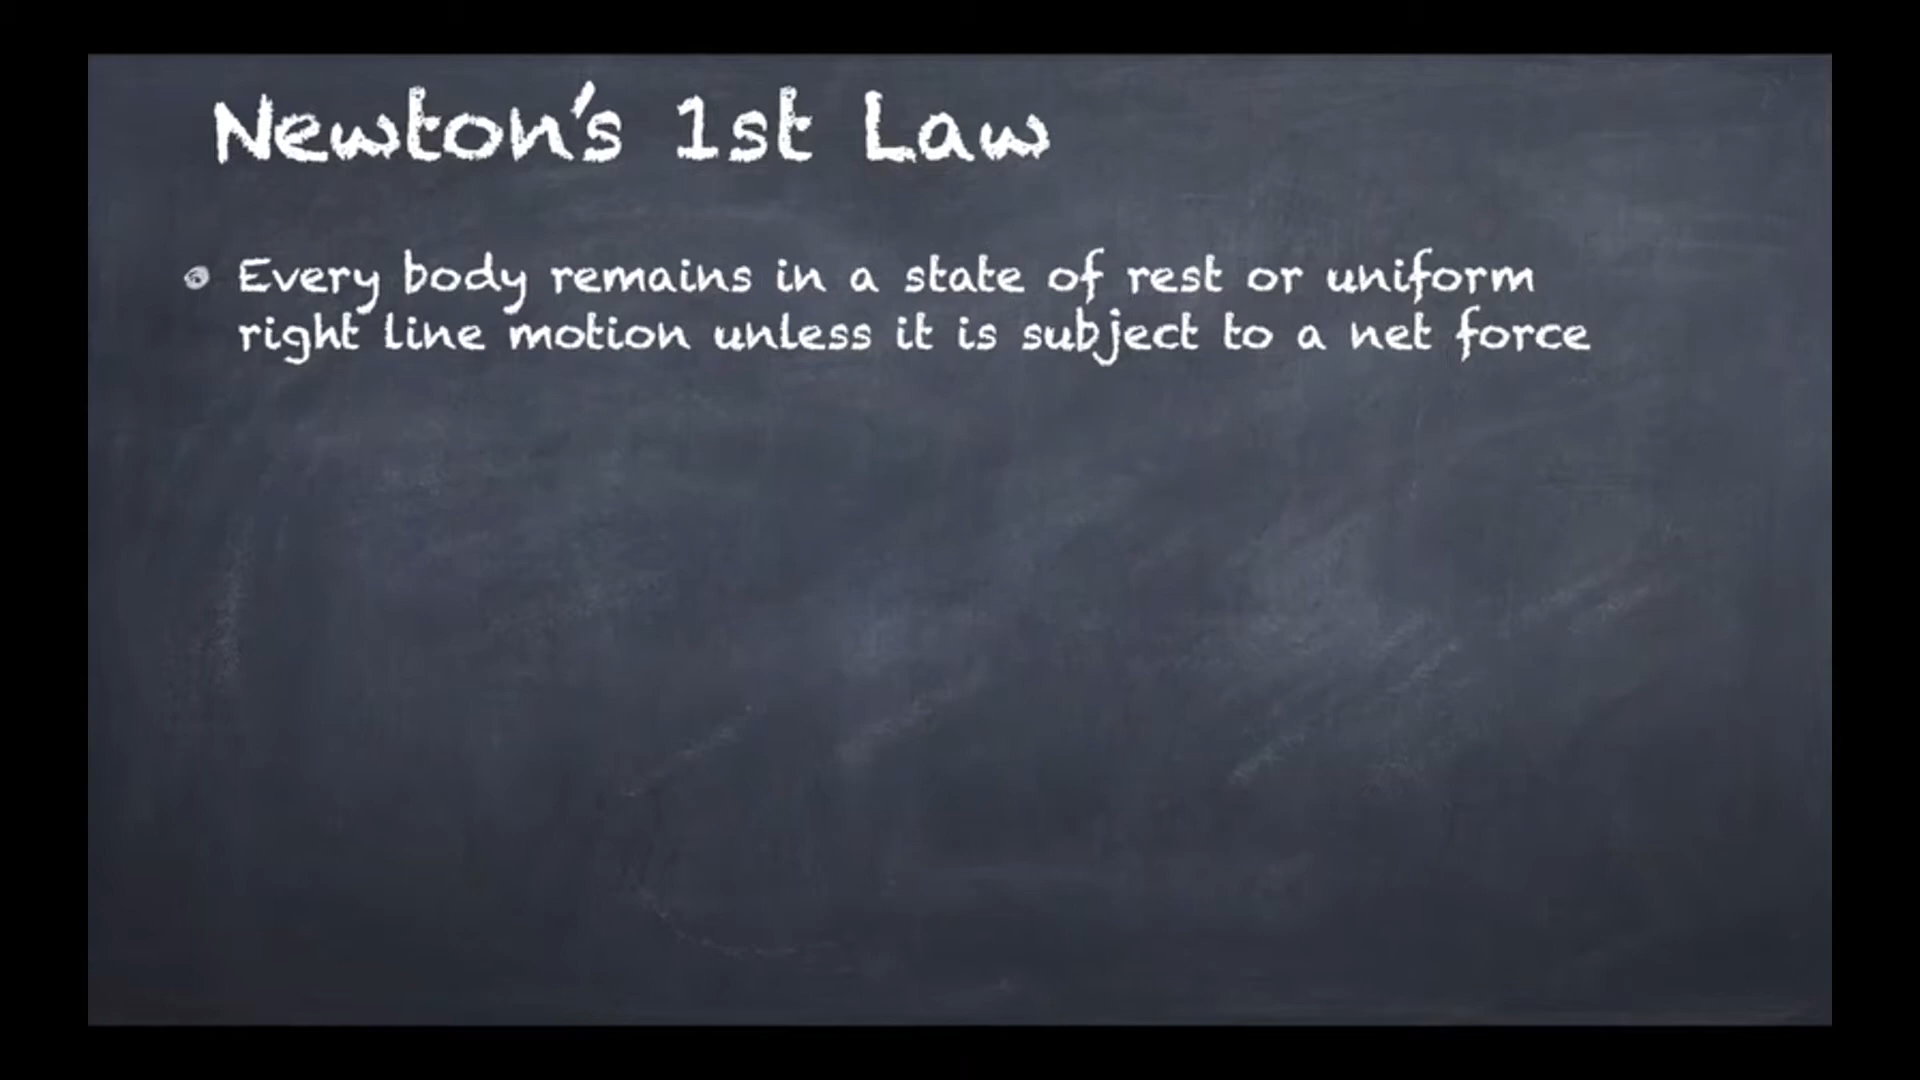 Newton's 1st Law
Every body remains in a state of rest or uniform
right line motion unless it is subject to a net force